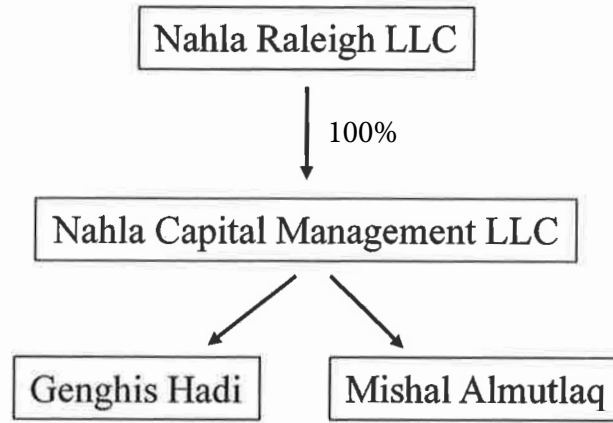 Nahla Raleigh LLC
100%
Nahla Capital Management LLC
Genghis Hadi
Mishal Almutlaq